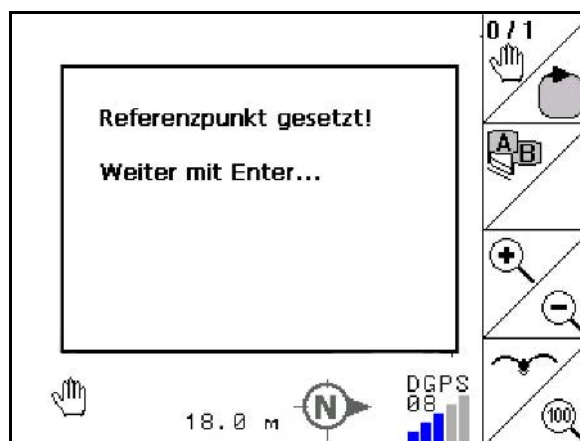 0/1
Referenzpunkt gesetzt!
A B
Weiter mit Enter...
DGPS
08
N
18.0 m
100